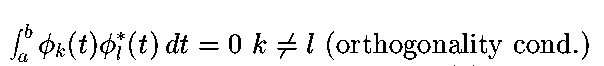 ∫_a^b ϕ_k(t)ϕ_l^*(t) dt = 0 k ≠ l (orthogonality cond.)